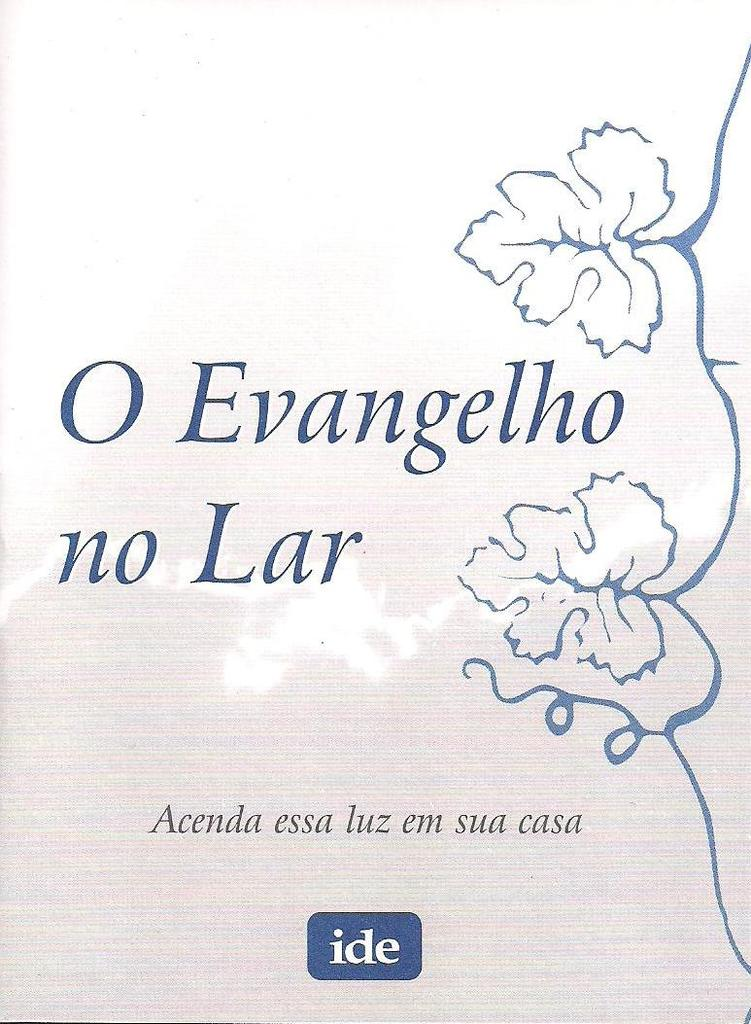 O Evangelho
no Lar
Acenda essa luz em sua casa
ide